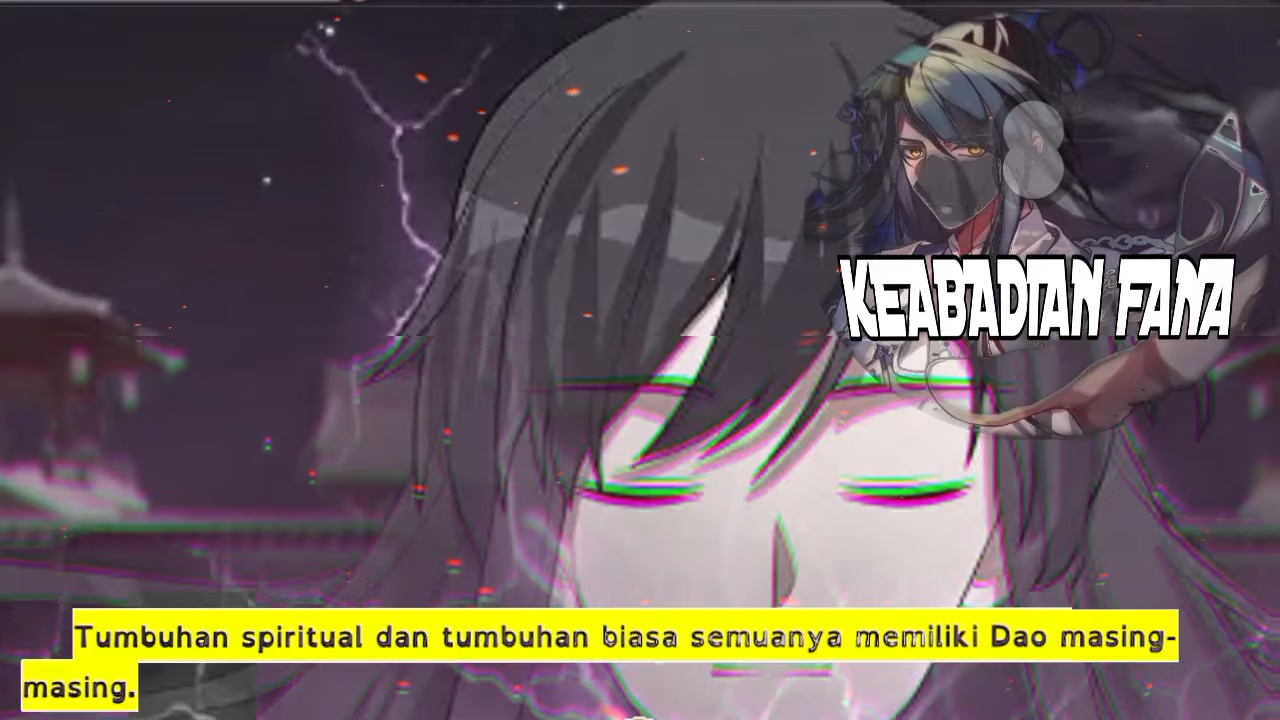 KEABADIAN FANA
Tumbuhan spiritual dan tumbuhan biasa semuanya memiliki Dao masing-
masing.